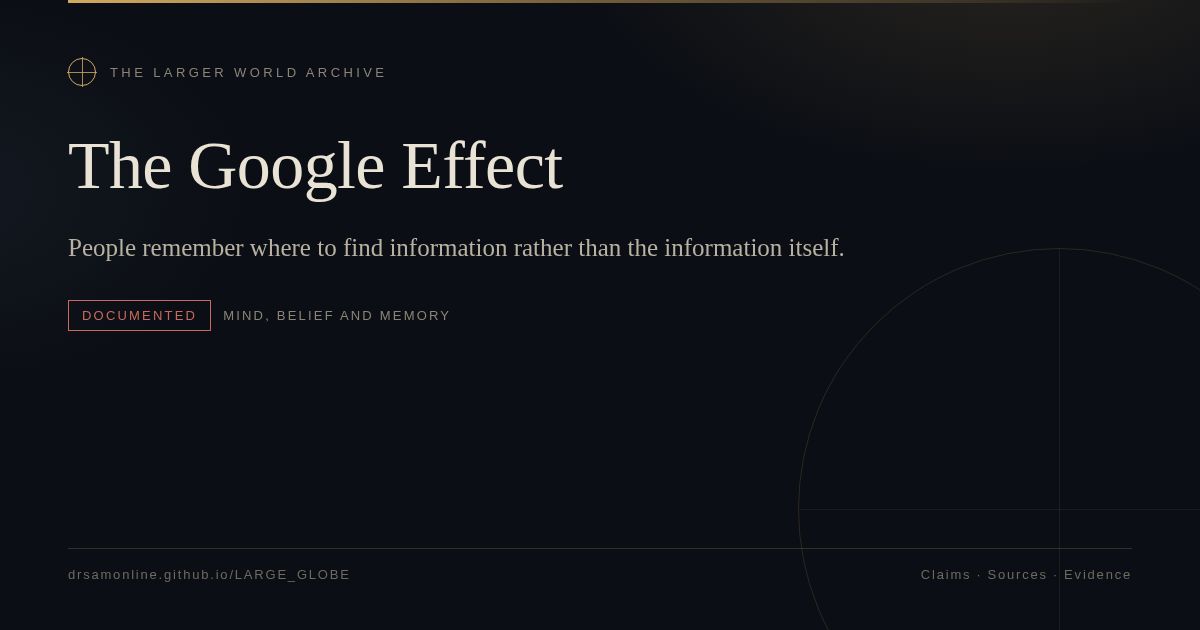 THE LARGER WORLD ARCHIVE
The Google Effect
People remember where to find information rather than the information itself.
DOCUMENTED MIND, BELIEF AND MEMORY
drsamonline.github.io/LARGE_GLOBE
Claims · Sources · Evidence